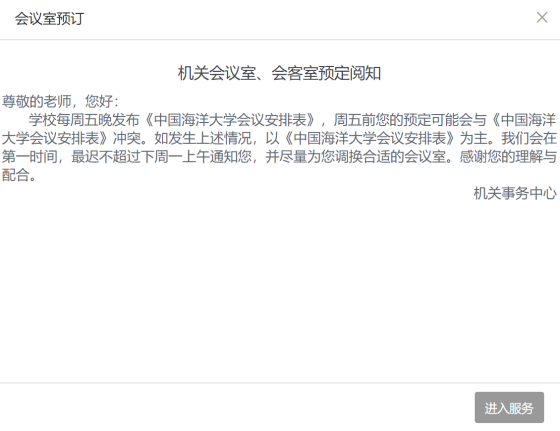 会议室预订
机关会议室、会客室预定阅知
尊敬的老师，您好：
学校每周五晚发布《中国海洋大学会议安排表》，周五前您的预定可能会与《中国海洋
大学会议安排表》冲突。如发生上述情况，以《中国海洋大学会议安排表》为主。我们会在
第一时间，最迟不超过下周一上午通知您，并尽量为您调换合适的会议室。感谢您的理解与
配合。
机关事务中心
进入服务